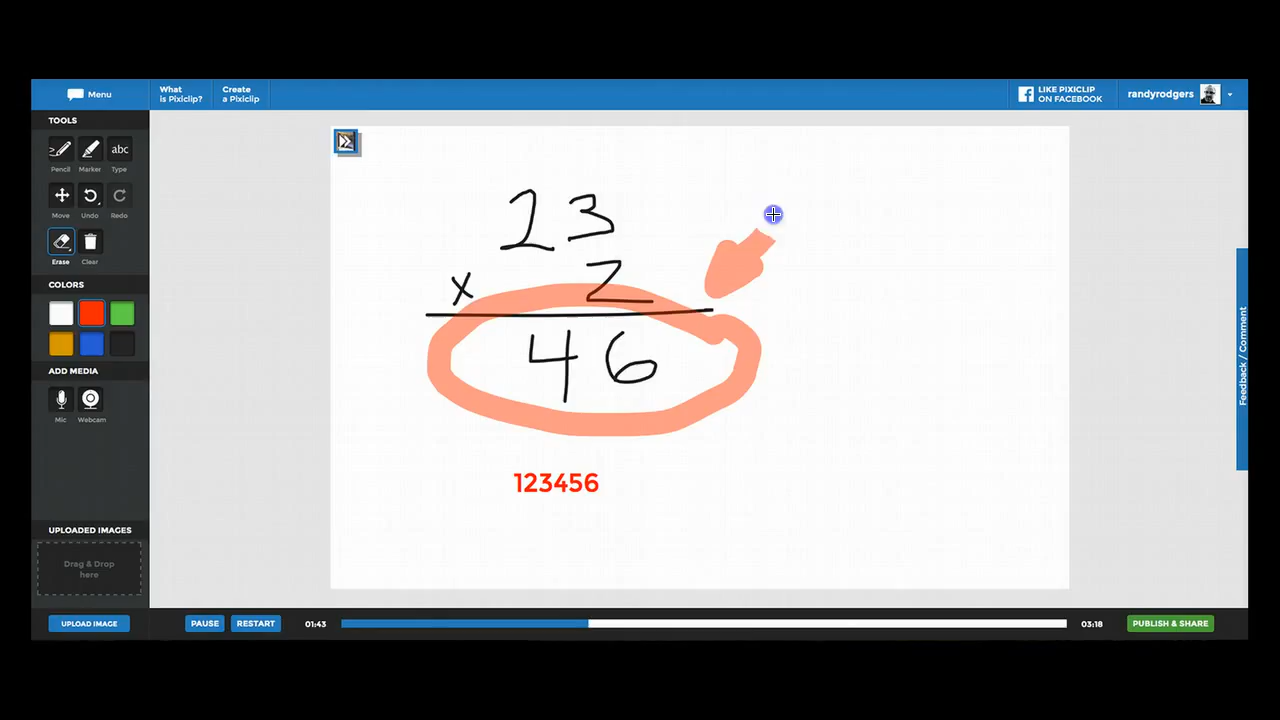 Menu
What is Pixiclip?
Create a Pixiclip
LIKE PIXICLIP ON FACEBOOK
randyrodgers
TOOLS
Pencil Marker abc Type
Move Undo Redo
Erase Clear
COLORS
ADD MEDIA
Mic Webcam
UPLOADED IMAGES
Drag & Drop
here
UPLOAD IMAGE
23
x 2
46
123456
Feedback / Comment
PAUSE RESTART 01:43 03:18 PUBLISH & SHARE